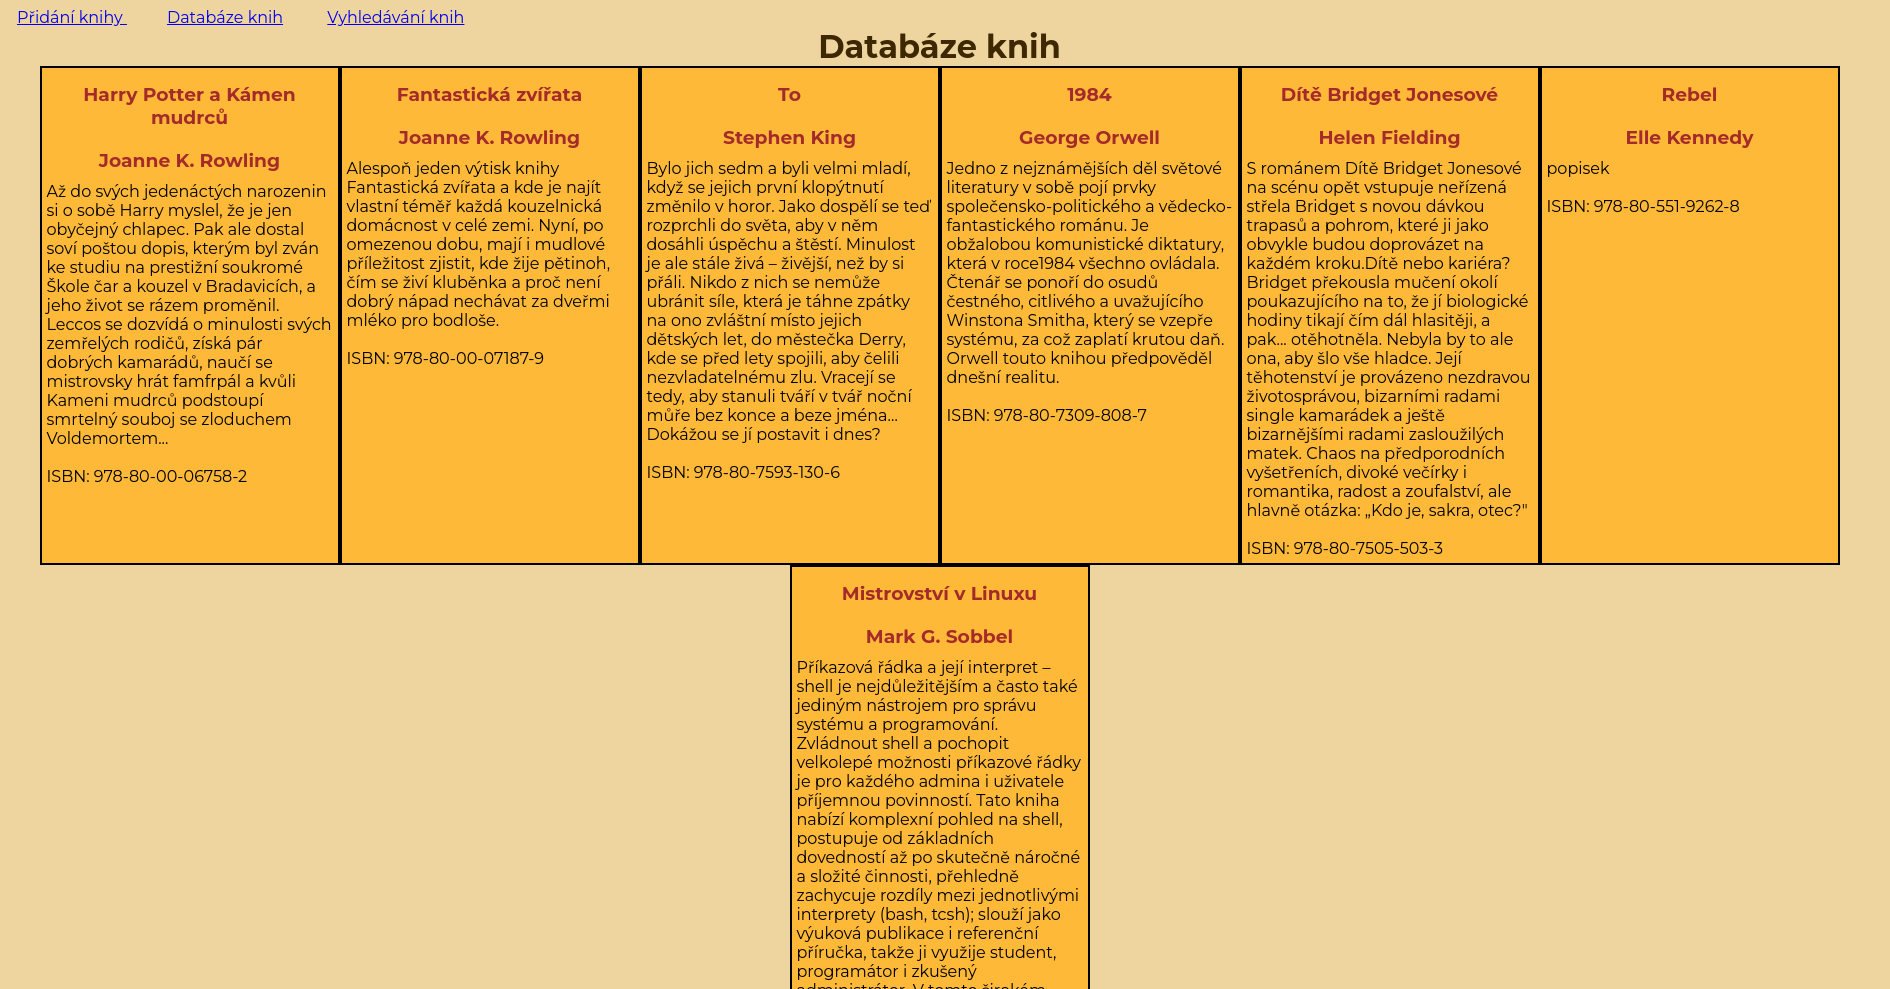 Přidání knihy
Databáze knih
Vyhledávání knih
Databáze knih
Harry Potter a Kámen
mudrců
Joanne K. Rowling
Až do svých jedenáctých narozenin
si o sobě Harry myslel, že je jen
obyčejný chlapec. Pak ale dostal
soví poštou dopis, kterým byl zván
ke studiu na prestižní soukromé
Škole čar a kouzel v Bradavicích, a
jeho život se rázem proměnil.
Leccos se dozvídá o minulosti svých
zemřelých rodičů, získá pár
dobrých kamarádů, naučí se
mistrovsky hrát famfrpál a kvůli
Kameni mudrců podstoupí
smrtelný souboj se zloduchem
Voldemortem...
ISBN: 978-80-00-06758-2
Fantastická zvířata
Joanne K. Rowling
Alespoň jeden výtisk knihy
Fantastická zvířata a kde je najít
vlastní téměř každá kouzelnická
domácnost v celé zemi. Nyní, po
omezenou dobu, mají i mudlové
příležitost zjistit, kde žije pětinoh,
čím se živí kluběnka a proč není
dobrý nápad nechávat za dveřmi
mléko pro bodloše.
ISBN: 978-80-00-07187-9
To
Stephen King
Bylo jich sedm a byli velmi mladí,
když se jejich první klopýtnutí
změnilo v horor. Jako dospělí se teď
rozprchli do světa, aby v něm
dosáhli úspěchu a štěstí. Minulost
je ale stále živá – živější, než by si
přáli. Nikdo z nich se nemůže
ubránit síle, která je táhne zpátky
na ono zvláštní místo jejich
dětských let, do městečka Derry,
kde se před lety spojili, aby čelili
nezvladatelnému zlu. Vracejí se
tedy, aby stanuli tváří v tvář noční
můře bez konce a beze jména...
Dokážou se jí postavit i dnes?
ISBN: 978-80-7593-130-6
1984
George Orwell
Jedno z nejznámějších děl světové
literatury v sobě pojí prvky
společensko-politického a vědecko-
fantastického románu. Je
obžalobou komunistické diktatury,
která v roce1984 všechno ovládala.
Čtenář se ponoří do osudů
čestného, citlivého a uvažujícího
Winstona Smitha, který se vzepře
systému, za což zaplatí krutou daň.
Orwell touto knihou předpověděl
dnešní realitu.
ISBN: 978-80-7309-808-7
Dítě Bridget Jonesové
Helen Fielding
S románem Dítě Bridget Jonesové
na scénu opět vstupuje neřízená
střela Bridget s novou dávkou
trapasů a pohrom, které ji jako
obvykle budou doprovázet na
každém kroku.Dítě nebo kariéra?
Bridget překousla mučení okolí
poukazujícího na to, že jí biologické
hodiny tikají čím dál hlasitěji, a
pak... otěhotněla. Nebyla by to ale
ona, aby šlo vše hladce. Její
těhotenství je provázeno nezdravou
životosprávou, bizarními radami
single kamarádek a ještě
bizarnějšími radami zasloužilých
matek. Chaos na předporodních
vyšetřeních, divoké večírky i
romantika, radost a zoufalství, ale
hlavně otázka: „Kdo je, sakra, otec?"
ISBN: 978-80-7505-503-3
Rebel
Elle Kennedy
popisek
ISBN: 978-80-551-9262-8
Mistrovství v Linuxu
Mark G. Sobbel
Příkazová řádka a její interpret –
shell je nejdůležitějším a často také
jediným nástrojem pro správu
systému a programování.
Zvládnout shell a pochopit
velkolepé možnosti příkazové řádky
je pro každého admina i uživatele
příjemnou povinností. Tato kniha
nabízí komplexní pohled na shell,
postupuje od základních
dovedností až po skutečně náročné
a složité činnosti, přehledně
zachycuje rozdíly mezi jednotlivými
interprety (bash, tcsh); slouží jako
výuková publikace i referenční
příručka, takže ji využije student,
programátor i zkušený
administrátor. V tomto širokém